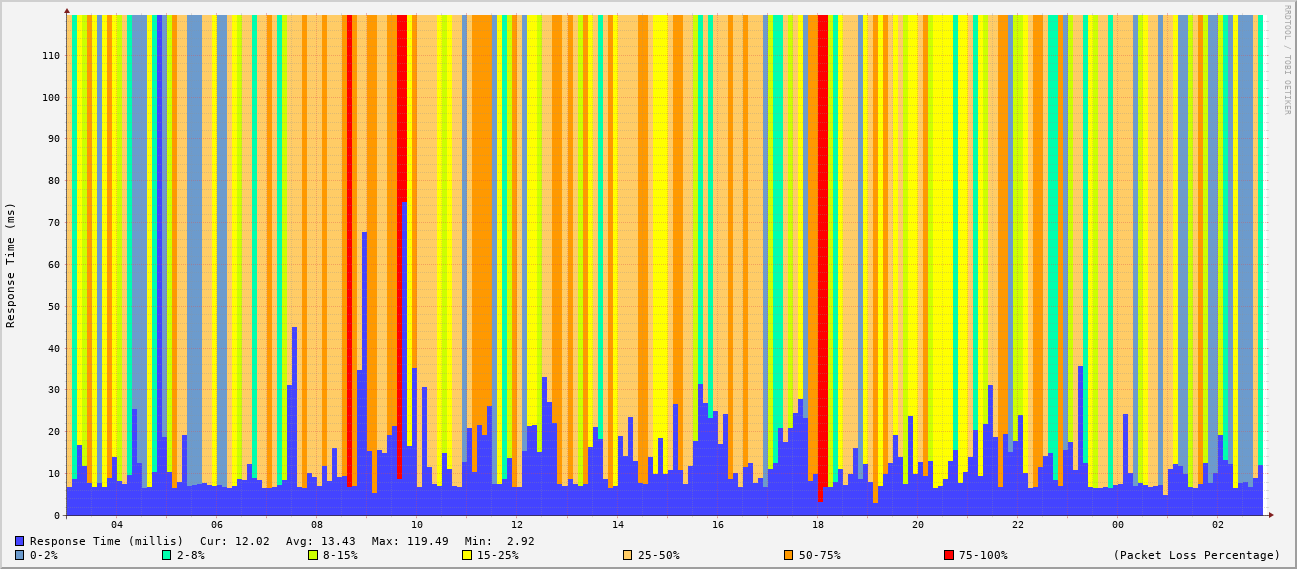 RRDTOOL / TOBI OETIKER
Response Time (ms)
110
100
90
80
70
60
50
40
30
20
10
0
04 06 08 10 12 14 16 18 20 22 00 02
Response Time (millis) Cur: 12.02 Avg: 13.43 Max: 119.49 Min: 2.92
0-2% 2-8% 8-15% 15-25% 25-50% 50-75% 75-100% (Packet Loss Percentage)